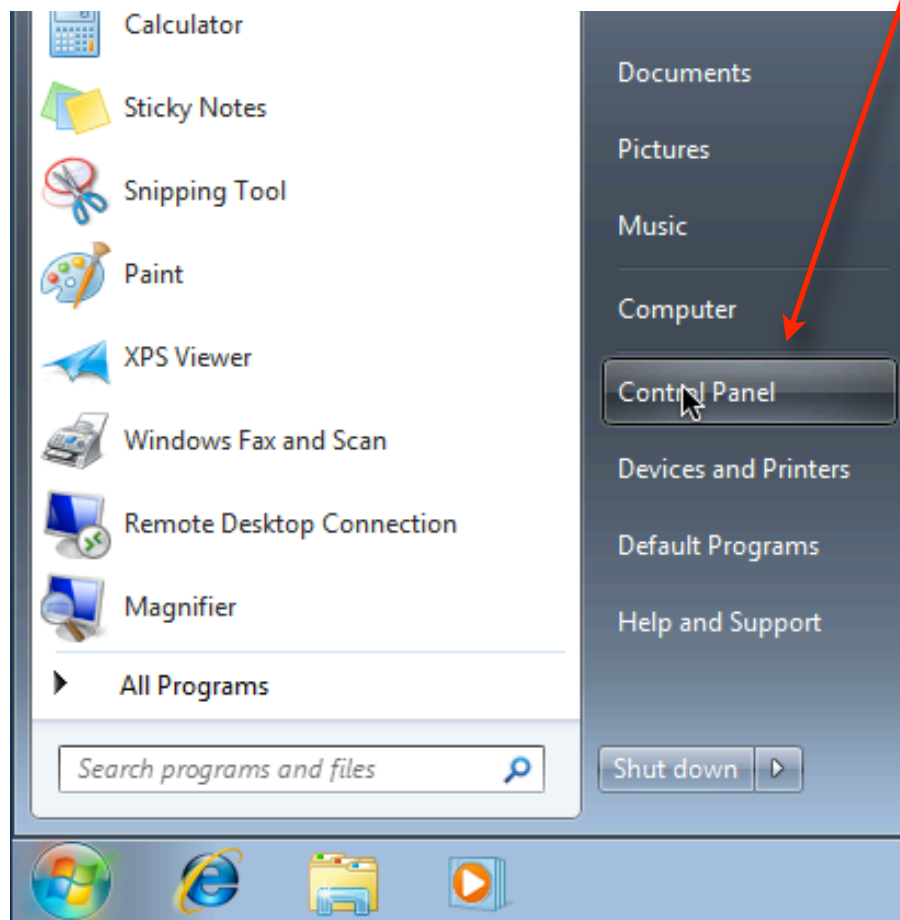 Calculator
Sticky Notes
Snipping Tool
Paint
XPS Viewer
Windows Fax and Scan
Remote Desktop Connection
Magnifier
All Programs
Search programs and files
Documents
Pictures
Music
Computer
Control Panel
Devices and Printers
Default Programs
Help and Support
Shut down